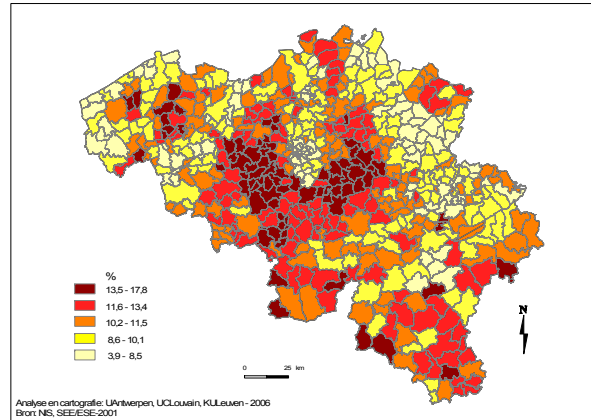 %
13,5 - 17,8
11,6 - 13,4
10,2 - 11,5
8,6 - 10,1
3,9 - 8,5
N
0 25 km
Analyse en cartografie: UAntwerpen, UCLouvain, KULeuven - 2006
Bron: NIS, SEE/ESE-2001